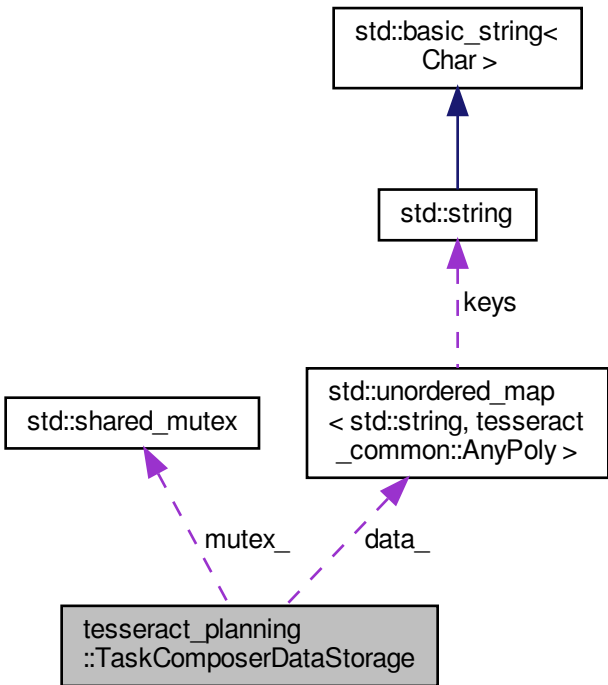 std::basic_string<
Char >
std::string
keys
std::unordered_map
< std::string, tesseract
_common::AnyPoly >
std::shared_mutex
mutex_
data_
tesseract_planning
::TaskComposerDataStorage